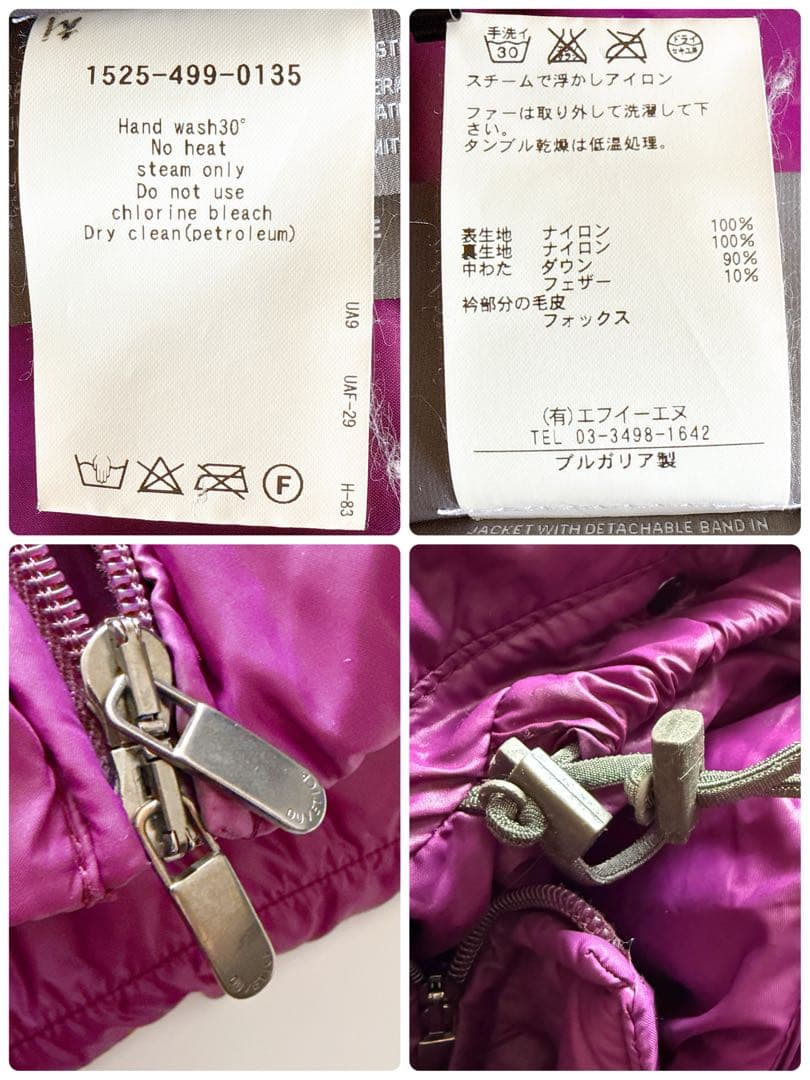 1525-499-0135
Hand wash30°
No heat
steam only
Do not use
chlorine bleach
Dry clean(petroleum)
UA9
UAF-29
H-83
F
手洗イ
30
ドライ
セキユ系
スチームで浮かしアイロン
ファーは取り外して洗濯して下
さい。
タンブル乾燥は低温処理。
表生地 ナイロン 100%
裏生地 ナイロン 100%
中わた ダウン 90%
フェザー 10%
衿部分の毛皮
フォックス
(有)エフイーエヌ
TEL 03-3498-1642
ブルガリア製
JACKET WITH DETACHABLE BAND IN